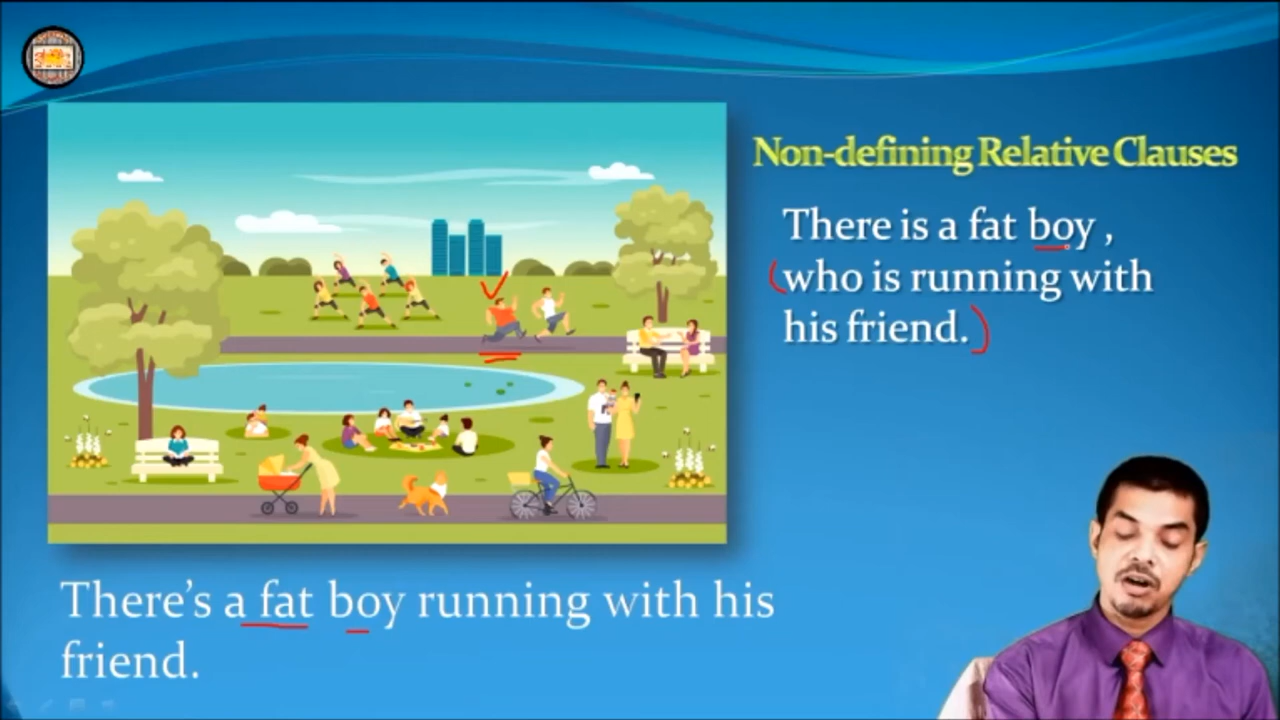 Non-defining Relative Clauses
There is a fat boy ,
who is running with
his friend.
There's a fat boy running with his
friend.